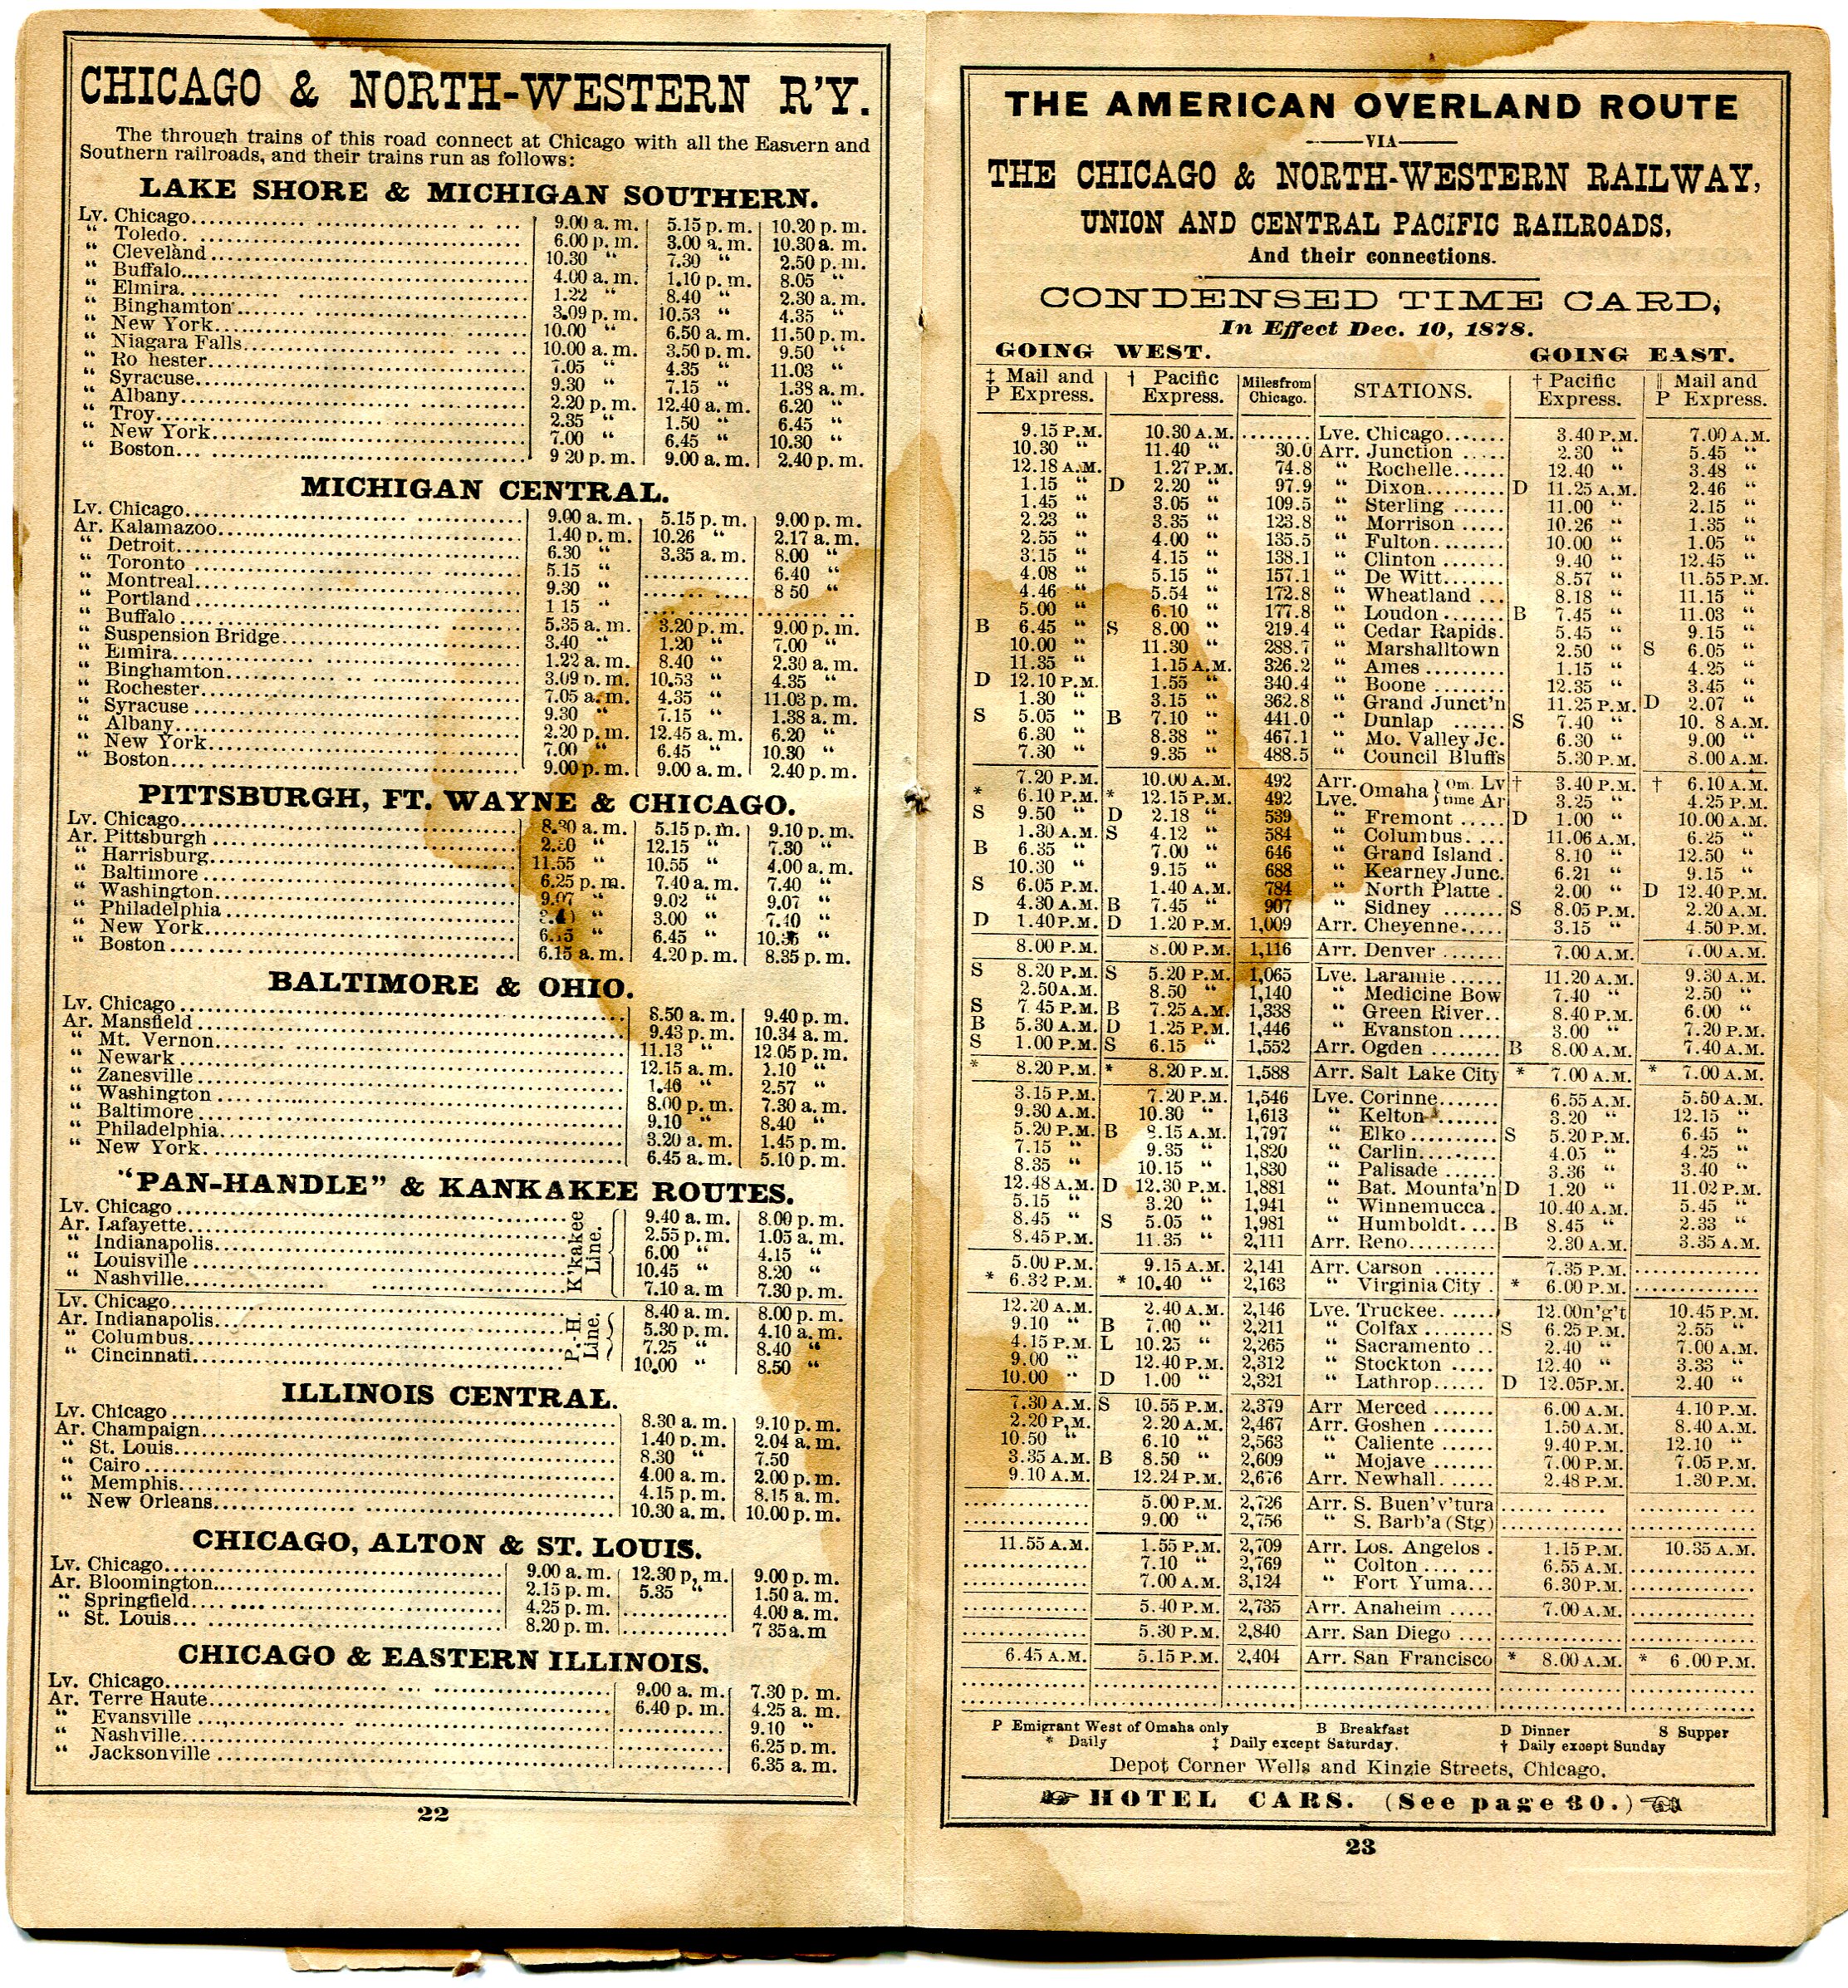 CHICAGO & NORTH-WESTERN R'Y.
The through trains of this road connect at Chicago with all the Eastern and
Southern railroads, and their trains run as follows:
LAKE SHORE & MICHIGAN SOUTHERN.
Lv. Chicago 9.00 a. m. 5.15 p. m. 10.20 p. m.
“ Toledo. 6.00 p. m. 3.00 a. m. 10.30 a. m.
“ Cleveland 10.30 “ 7.30 “ 2.50 p. m.
“ Buffalo 4.00 a. m. 1.10 p. m. 8.05 “
“ Elmira. 1.22 “ 8.40 “ 2.30 a. m.
“ Binghamton 3.09 p. m. 10.53 “ 4.35 “
“ New York 10.00 “ 6.50 a. m. 11.50 p. m.
“ Niagara Falls 10.00 a. m. 3.50 p. m. 9.50 “
“ Ro hester 7.05 “ 4.35 “ 11.03 “
“ Syracuse 9.30 “ 7.15 “ 1.38 a. m.
“ Albany 2.20 p. m. 12.40 a. m. 6.20 “
“ Troy 2.35 “ 1.50 “ 6.45 “
“ New York 7.00 “ 6.45 “ 10.30 “
“ Boston 9 20 p. m. 9.00 a. m. 2.40 p. m.
MICHIGAN CENTRAL.
Lv. Chicago 9.00 a. m. 5.15 p. m. 9.00 p. m.
Ar. Kalamazoo 1.40 p. m. 10.26 “ 2.17 a. m.
“ Detroit 6.30 “ 3.35 a. m. 8.00 “
“ Toronto 5.15 “ 6.40 “
“ Montreal 9.30 “ 8 50 “
“ Portland 1 15 “
“ Buffalo 5.35 a. m. 3.20 p. m. 9.00 p. m.
“ Suspension Bridge 3.40 “ 1.20 “ 7.00 “
“ Elmira 1.22 a. m. 8.40 “ 2.30 a. m.
“ Binghamton 3.09 p. m. 10.53 “ 4.35 “
“ Rochester 7.05 a. m. 4.35 “ 11.03 p. m.
“ Syracuse 9.30 “ 7.15 “ 1.38 a. m.
“ Albany 2.20 p. m. 12.45 a. m. 6.20 “
“ New York 7.00 “ 6.45 “ 10.30 “
“ Boston 9.00 p. m. 9.00 a. m. 2.40 p. m.
PITTSBURGH, FT. WAYNE & CHICAGO.
Lv. Chicago 8.30 a. m. 5.15 p. m. 9.10 p. m.
Ar. Pittsburgh 2.30 “ 12.15 “ 7.30 “
“ Harrisburg 11.55 “ 10.55 “ 4.00 a. m.
“ Baltimore 6.25 p. m. 7.40 a. m. 7.40 “
“ Washington 9.07 “ 9.02 “ 9.07 “
“ Philadelphia “ 3.00 “ 7.40 “
“ New York “ 6.45 “ “
“ Boston 6.15 a. m. 4.20 p. m. 8.35 p. m.
BALTIMORE & OHIO.
Lv. Chicago 8.50 a. m. 9.40 p. m.
Ar. Mansfield 9.43 p. m. 10.34 a. m.
“ Mt. Vernon 11.13 “ 12.05 p. m.
“ Newark 12.15 a. m. 1.10 “
“ Zanesville 1.46 “ 2.57 “
“ Washington 8.00 p. m. 7.30 a. m.
“ Baltimore 9.10 “ 8.40 “
“ Philadelphia 3.20 a. m. 1.45 p. m.
“ New York 6.45 a. m. 5.10 p. m.
“PAN-HANDLE” & KANKAKEE ROUTES.
K'kakee Line.
Lv. Chicago 9.40 a. m. 8.00 p. m.
Ar. Lafayette 2.55 p. m. 1.05 a. m.
“ Indianapolis 6.00 “ 4.15 “
“ Louisville 10.45 “ 8.20 “
“ Nashville 7.10 a. m 7.30 p. m.
P.-H. Line.
Lv. Chicago 8.40 a. m. 8.00 p. m.
Ar. Indianapolis 5.30 p. m. 4.10 a. m.
“ Columbus 7.25 “ 8.40 “
“ Cincinnati 10.00 “ 8.50 “
ILLINOIS CENTRAL.
Lv. Chicago 8.30 a. m. 9.10 p. m.
Ar. Champaign 1.40 p. m. 2.04 a. m.
“ St. Louis 8.30 “ 7.50 “
“ Cairo 4.00 a. m. 2.00 p. m.
“ Memphis 4.15 p. m. 8.15 a. m.
“ New Orleans 10.30 a. m. 10.00 p. m.
CHICAGO, ALTON & ST. LOUIS.
Lv. Chicago 9.00 a. m. 12.30 p. m. 9.00 p. m.
Ar. Bloomington 2.15 p. m. 5.35 “ 1.50 a. m.
“ Springfield 4.25 p. m. 4.00 a. m.
“ St. Louis 8.20 p. m. 7 35 a. m
CHICAGO & EASTERN ILLINOIS.
Lv. Chicago 9.00 a. m. 7.30 p. m.
Ar. Terre Haute 6.40 p. m. 4.25 a. m.
“ Evansville 9.10 “
“ Nashville 6.25 p. m.
“ Jacksonville 6.35 a. m.
22
THE AMERICAN OVERLAND ROUTE
VIA
THE CHICAGO & NORTH-WESTERN RAILWAY,
UNION AND CENTRAL PACIFIC RAILROADS,
And their connections.
CONDENSED TIME CARD,
In Effect Dec. 10, 1878.
GOING WEST. GOING EAST.
‡ Mail and † Pacific Miles from STATIONS. † Pacific ‖ Mail and
P Express. Express. Chicago. Express. P Express.
9.15 P.M. 10.30 A.M. Lve. Chicago 3.40 P.M. 7.00 A.M.
10.30 “ 11.40 “ 30.0 Arr. Junction 2.30 “ 5.45 “
12.18 A.M. 1.27 P.M. 74.8 “ Rochelle 12.40 “ 3.48 “
1.15 “ D 2.20 “ 97.9 “ Dixon D 11.25 A.M. 2.46 “
1.45 “ 3.05 “ 109.5 “ Sterling 11.00 “ 2.15 “
2.23 “ 3.35 “ 123.8 “ Morrison 10.26 “ 1.35 “
2.55 “ 4.00 “ 135.5 “ Fulton 10.00 “ 1.05 “
3.15 “ 4.15 “ 138.1 “ Clinton 9.40 “ 12.45 “
4.08 “ 5.15 “ 157.1 “ De Witt 8.57 “ 11.55 P.M.
4.46 “ 5.54 “ 172.8 “ Wheatland 8.18 “ 11.15 “
5.00 “ 6.10 “ 177.8 “ Loudon B 7.45 “ 11.03 “
B 6.45 “ S 8.00 “ 219.4 “ Cedar Rapids. 5.45 “ 9.15 “
10.00 “ 11.30 “ 288.7 “ Marshalltown 2.50 “ S 6.05 “
11.35 “ 1.15 A.M. 326.2 “ Ames 1.15 “ 4.25 “
D 12.10 P.M. 1.55 “ 340.4 “ Boone 12.35 “ 3.45 “
1.30 “ 3.15 “ 362.8 “ Grand Junct'n 11.25 P.M. D 2.07 “
S 5.05 “ B 7.10 “ 441.0 “ Dunlap S 7.40 “ 10. 8 A.M.
6.30 “ 8.38 “ 467.1 “ Mo. Valley Jc. 6.30 “ 9.00 “
7.30 “ 9.35 “ 488.5 “ Council Bluffs 5.30 P.M. 8.00 A.M.
7.20 P.M. 10.00 A.M. 492 Arr. Omaha Om. Lv † 3.40 P.M. † 6.10 A.M.
* 6.10 P.M. * 12.15 P.M. 492 Lve. time Ar 3.25 “ 4.25 P.M.
S 9.50 “ D 2.18 “ 539 “ Fremont D 1.00 “ 10.00 A.M.
1.30 A.M. S 4.12 “ 584 “ Columbus 11.06 A.M. 6.25 “
B 6.35 “ 7.00 “ 646 “ Grand Island 8.10 “ 12.50 “
10.30 “ 9.15 “ 688 “ Kearney Junc. 6.21 “ 9.15 “
S 6.05 P.M. 1.40 A.M. 784 “ North Platte 2.00 “ D 12.40 P.M.
4.30 A.M. B 7.45 “ 907 “ Sidney S 8.05 P.M. 2.20 A.M.
D 1.40 P.M. D 1.20 P.M. 1,009 Arr. Cheyenne 3.15 “ 4.50 P.M.
8.00 P.M. 8.00 P.M. 1,116 Arr. Denver 7.00 A.M. 7.00 A.M.
S 8.20 P.M. S 5.20 P.M. 1,065 Lve. Laramie 11.20 A.M. 9.30 A.M.
2.50 A.M. 8.50 “ 1,140 “ Medicine Bow 7.40 “ 2.50 “
S 7 45 P.M. B 7.25 A.M. 1,338 “ Green River 8.40 P.M. 6.00 “
B 5.30 A.M. D 1.25 P.M. 1,446 “ Evanston 3.00 “ 7.20 P.M.
S 1.00 P.M. S 6.15 “ 1,552 Arr. Ogden B 8.00 A.M. 7.40 A.M.
* 8.20 P.M. * 8.20 P.M. 1,588 Arr. Salt Lake City * 7.00 A.M. * 7.00 A.M.
3.15 P.M. 7.20 P.M. 1,546 Lve. Corinne 6.55 A.M. 5.50 A.M.
9.30 A.M. 10.30 “ 1,613 “ Kelton 3.20 “ 12.15 “
5.20 P.M. B 8.15 A.M. 1,797 “ Elko S 5.20 P.M. 6.45 “
7.15 “ 9.35 “ 1,820 “ Carlin 4.05 “ 4.25 “
8.35 “ 10.15 “ 1,830 “ Palisade 3.36 “ 3.40 “
12.48 A.M. D 12.30 P.M. 1,881 “ Bat. Mounta'n D 1.20 “ 11.02 P.M.
5.15 “ 3.20 “ 1,941 “ Winnemucca 10.40 A.M. 5.45 “
8.45 “ S 5.05 “ 1,981 “ Humboldt B 8.45 “ 2.33 “
8.45 P.M. 11.35 “ 2,111 Arr. Reno 2.30 A.M. 3.35 A.M.
5.00 P.M. 9.15 A.M. 2,141 Arr. Carson 7.35 P.M.
* 6.32 P.M. * 10.40 “ 2,163 “ Virginia City * 6.00 P.M.
12.20 A.M. 2.40 A.M. 2,146 Lve. Truckee 12.00 n'g't 10.45 P.M.
9.10 “ B 7.00 “ 2,211 “ Colfax S 6.25 P.M. 2.55 “
4.15 P.M. L 10.25 “ 2,265 “ Sacramento 2.40 “ 7.00 A.M.
9.00 “ 12.40 P.M. 2,312 “ Stockton 12.40 “ 3.33 “
10.00 “ D 1.00 “ 2,321 “ Lathrop D 12.05 P.M. 2.40 “
7.30 A.M. S 10.55 P.M. 2,379 Arr Merced 6.00 A.M. 4.10 P.M.
2.20 P.M. 2.20 A.M. 2,467 Arr. Goshen 1.50 A.M. 8.40 A.M.
10.50 “ 6.10 “ 2,563 “ Caliente 9.40 P.M. 12.10 “
3.35 A.M. B 8.50 “ 2,609 “ Mojave 7.00 P.M. 7.05 P.M.
9.10 A.M. 12.24 P.M. 2,676 Arr. Newhall 2.48 P.M. 1.30 P.M.
5.00 P.M. 2,726 Arr. S. Buen'v'tura
9.00 “ 2,756 “ S. Barb'a (Stg)
11.55 A.M. 1.55 P.M. 2,709 Arr. Los. Angelos 1.15 P.M. 10.35 A.M.
7.10 “ 2,769 “ Colton 6.55 A.M.
7.00 A.M. 3,124 “ Fort Yuma 6.30 P.M.
5.40 P.M. 2,735 Arr. Anaheim 7.00 A.M.
5.30 P.M. 2,840 Arr. San Diego
6.45 A.M. 5.15 P.M. 2,404 Arr. San Francisco * 8.00 A.M. * 6.00 P.M.
P Emigrant West of Omaha only B Breakfast D Dinner S Supper
* Daily ‡ Daily except Saturday. † Daily except Sunday
Depot Corner Wells and Kinzie Streets, Chicago.
HOTEL CARS. (See page 30.)
23